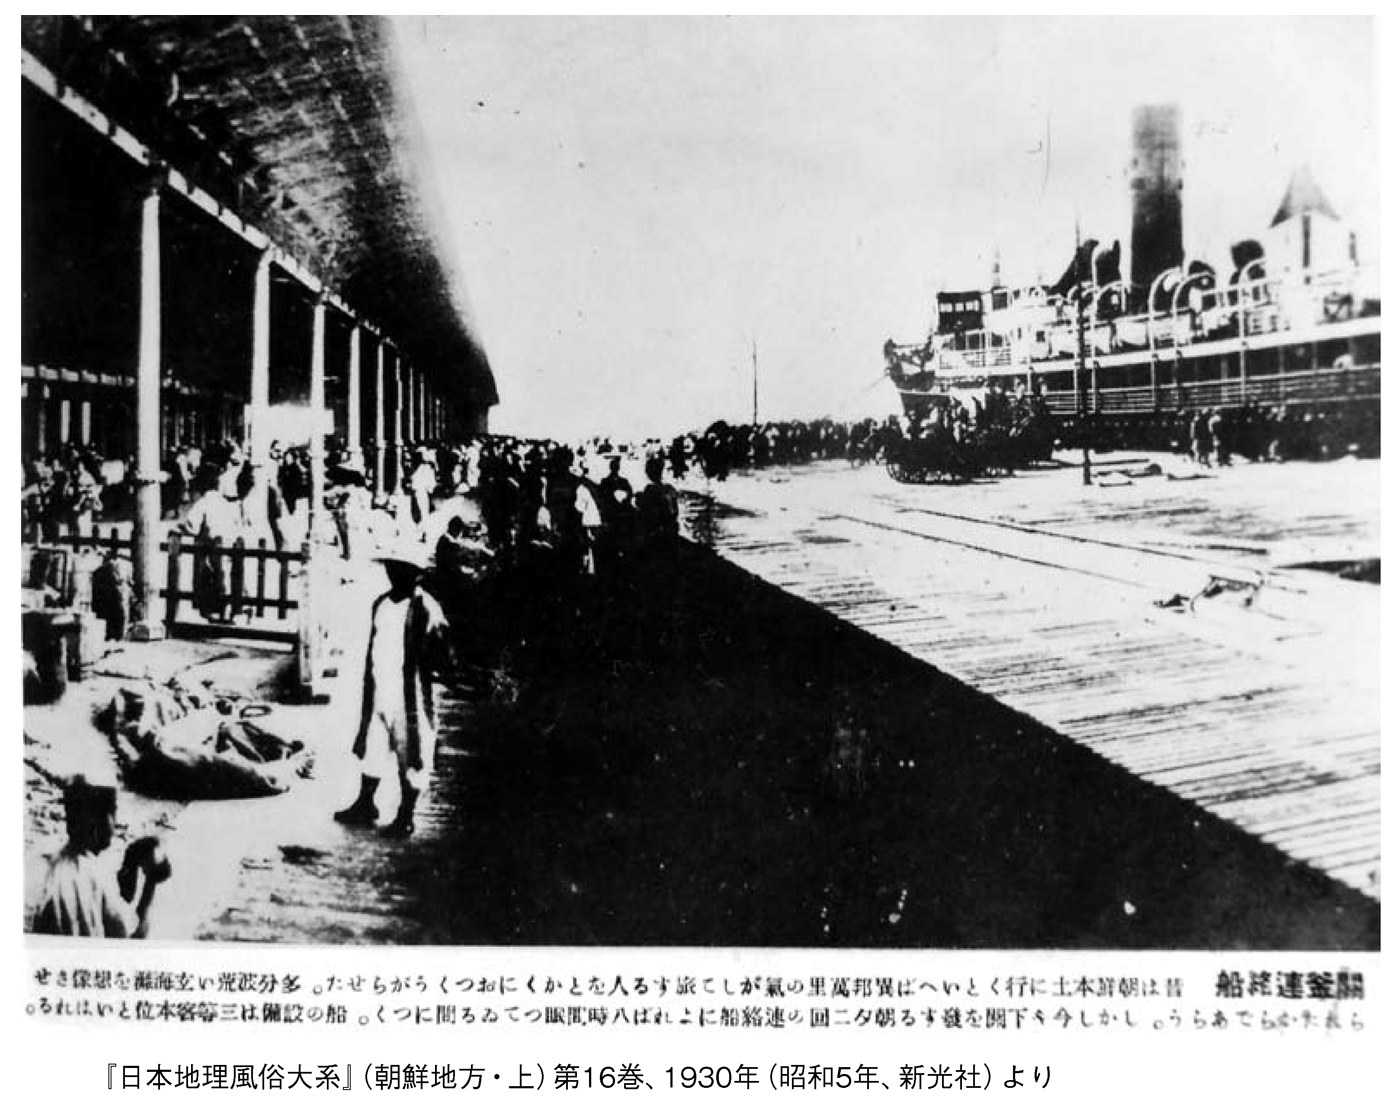 關釜連絡船 昔は朝鮮本土に行くといへば異邦萬里の氣がして旅する人をとかくにおつくうがらせた。多分波荒い玄海灘を想像させ
られたからであらう。しかし今や下關を發する朝夕二回の連絡船によれば八時間眠つてゐる間につく。船の設備は三等客本位といはれる。
『日本地理風俗大系』（朝鮮地方・上）第16巻、1930年（昭和5年、新光社）より